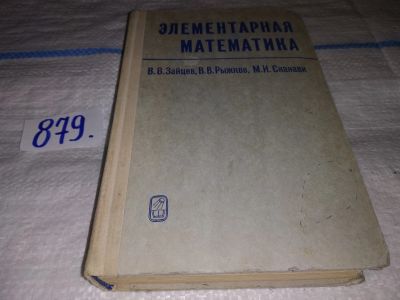 ЭЛЕМЕНТАРНАЯ
МАТЕМАТИКА
В. В. Зайцев, В. В. Рыжков, М. И. Сканави
879.